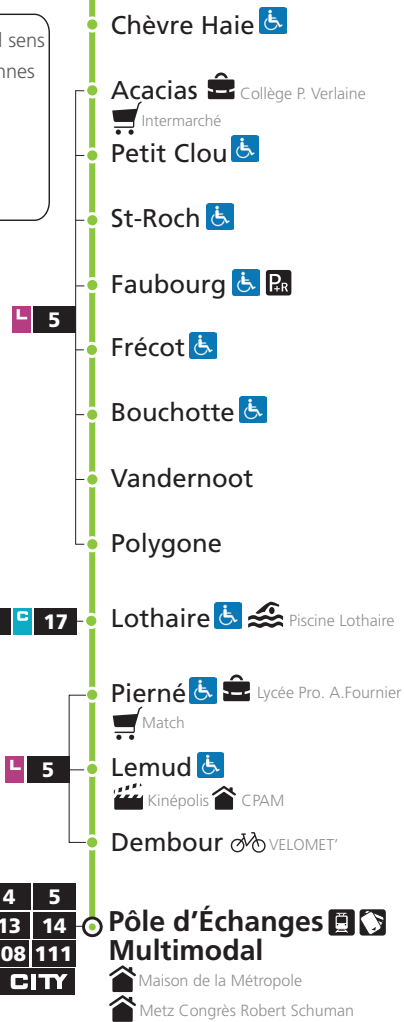 Chèvre Haie
sens
Acacias Collège P. Verlaine
Intermarché
Petit Clou
St-Roch
Faubourg P+R
L 5
Frécot
Bouchotte
Vandernoot
Polygone
C 17 Lothaire Piscine Lothaire
Pierné Lycée Pro. A.Fournier
Match
L 5 Lemud
Kinépolis CPAM
Dembour VELOMET'
4 5
13 14 Pôle d'Échanges
08 111 Multimodal
CITY
Maison de la Métropole
Metz Congrès Robert Schuman